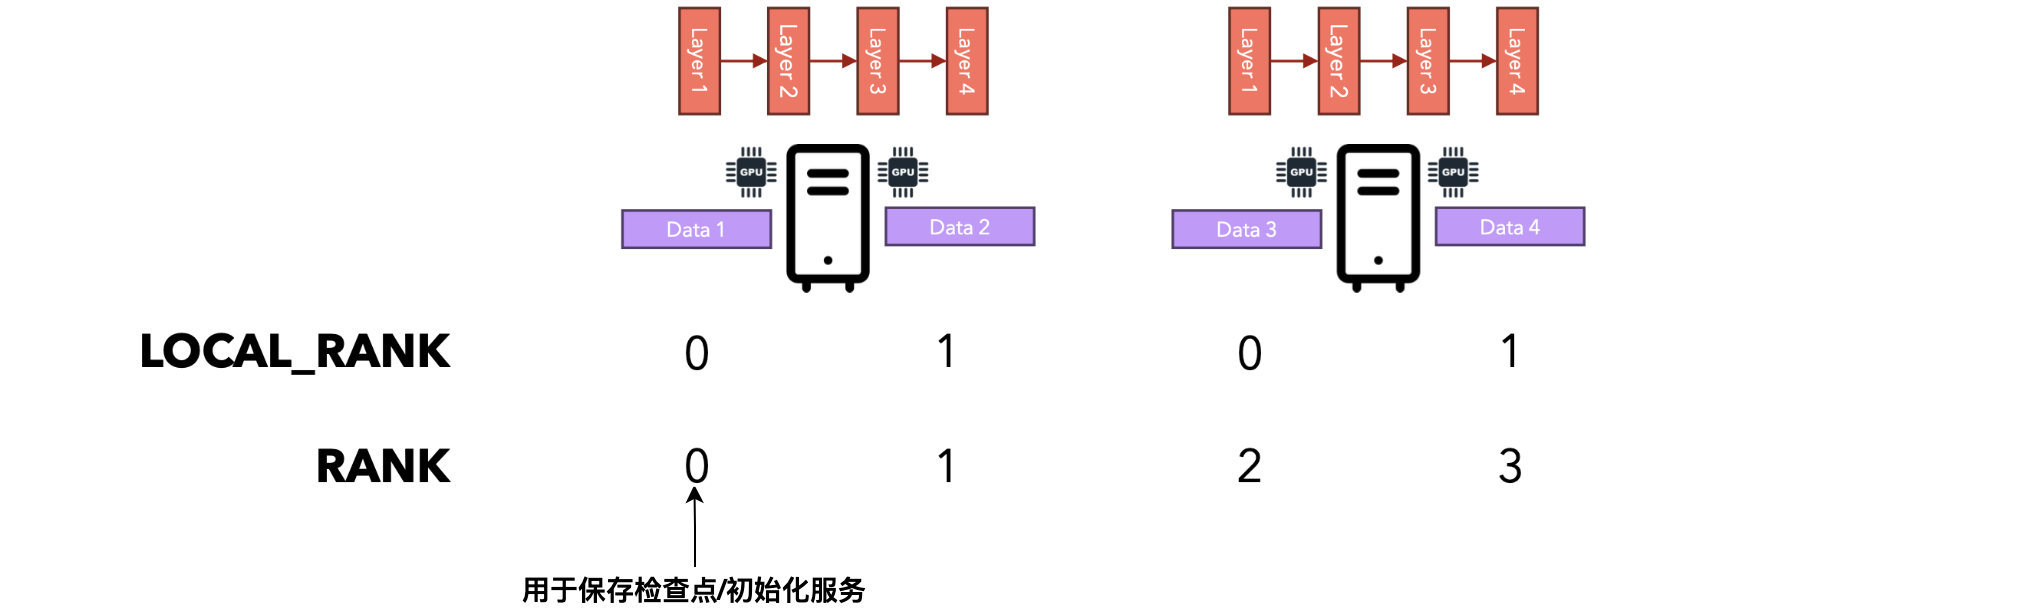 Layer 1
Layer 2
Layer 3
Layer 4
Layer 1
Layer 2
Layer 3
Layer 4
GPU
GPU
GPU
GPU
Data 1
Data 2
Data 3
Data 4
LOCAL_RANK 0 1 0 1
RANK 0 1 2 3
用于保存检查点/初始化服务